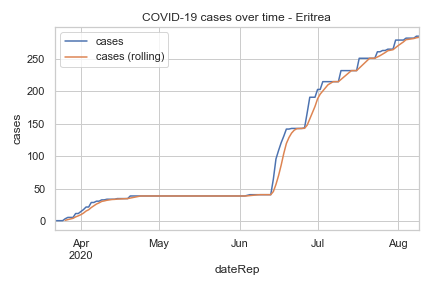 COVID-19 cases over time - Eritrea
cases
cases (rolling)
250
200
150
100
50
0
cases
Apr
2020
May
Jun
Jul
Aug
dateRep